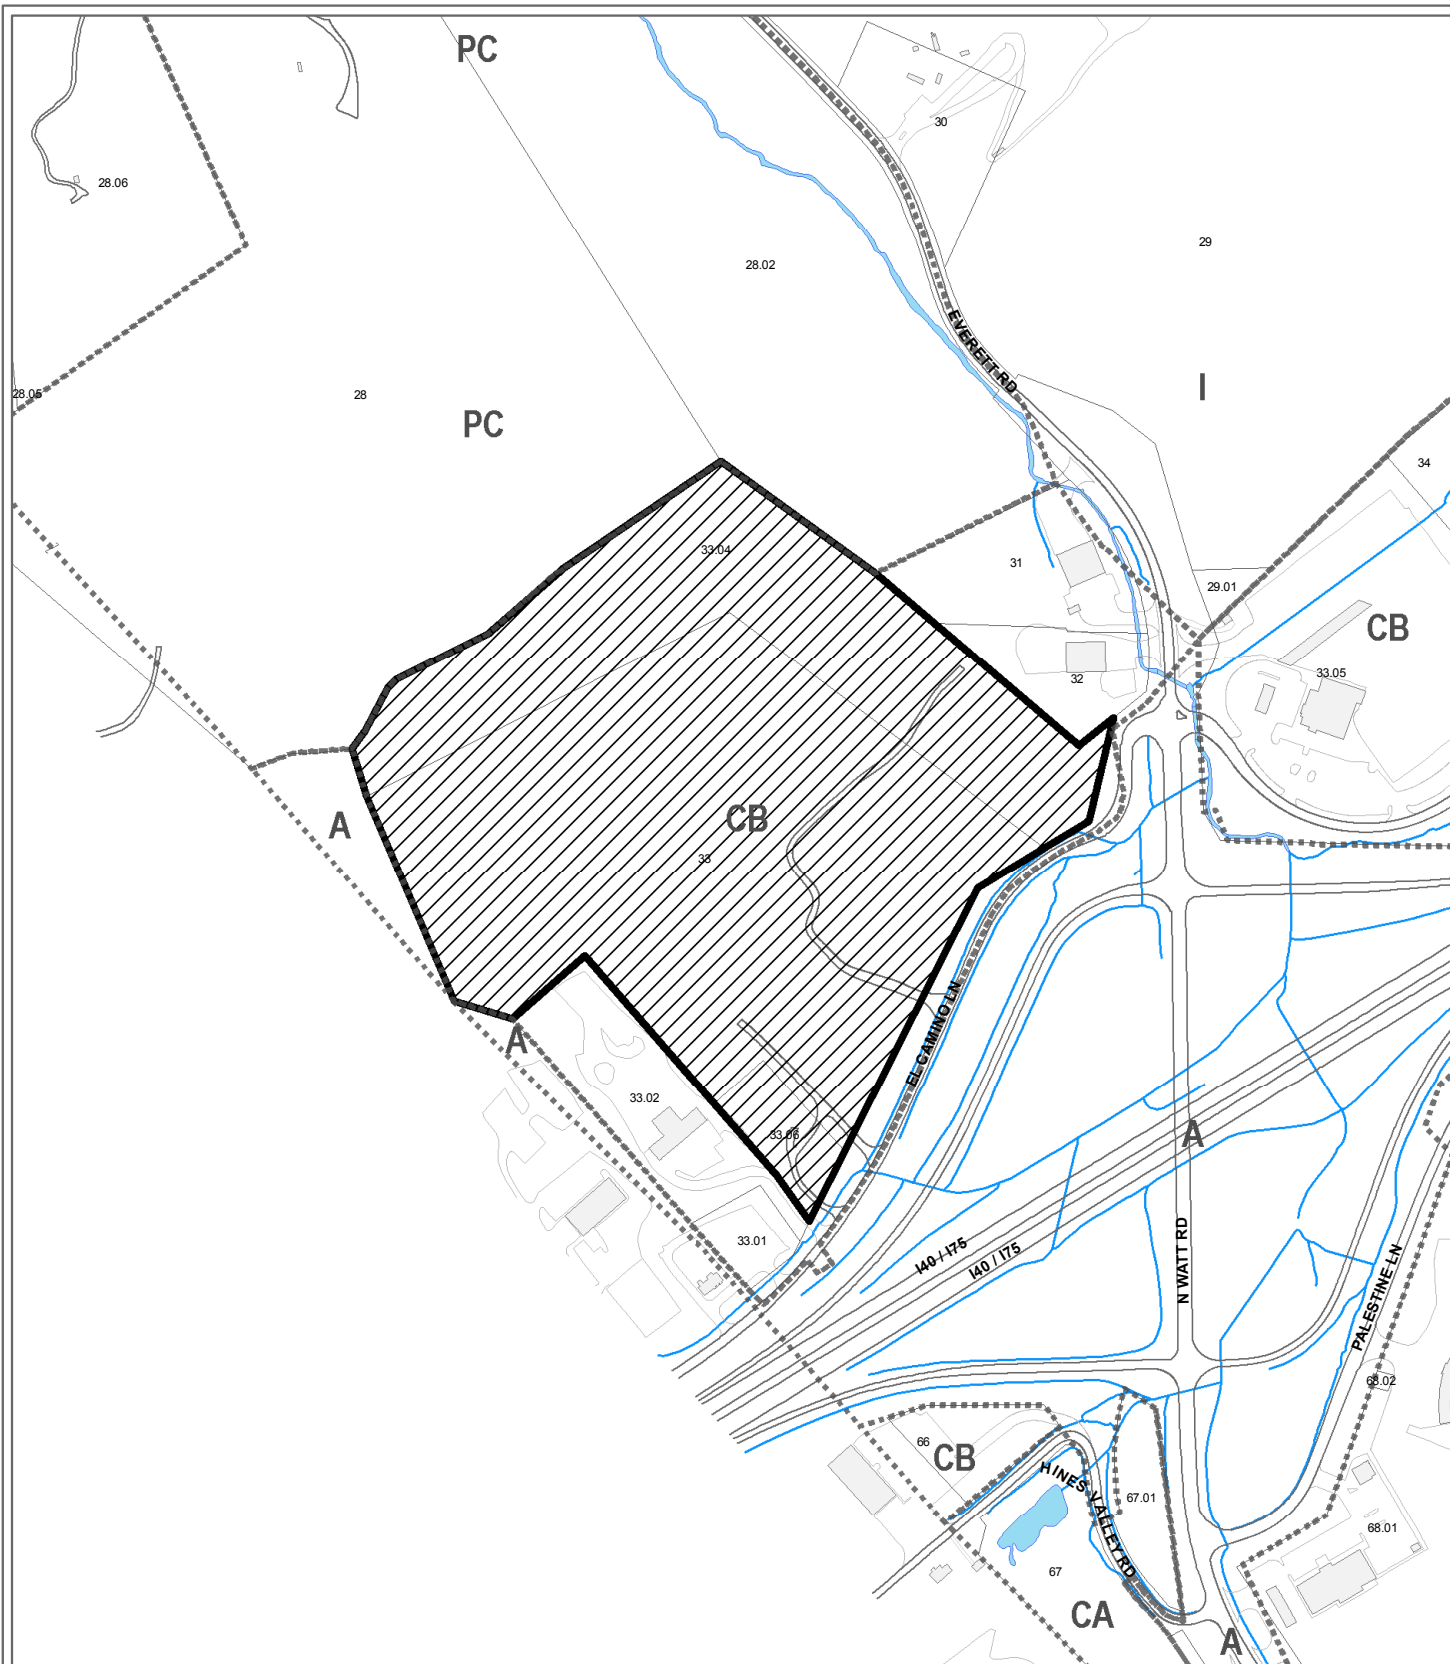 PC
30
28.06
29
28.02
EVERETT RD
28.05
28
I
PC
34
33.04
31
29.01
CB
33.05
32
A
CB
33
EL CAMINO LN
A
33.02
33.06
A
33.01
I40 / I75
I40 / I75
N WATT RD
PALESTINE LN
68.02
66
CB
HINES VALLEY RD
67.01
68.01
67
CA
A